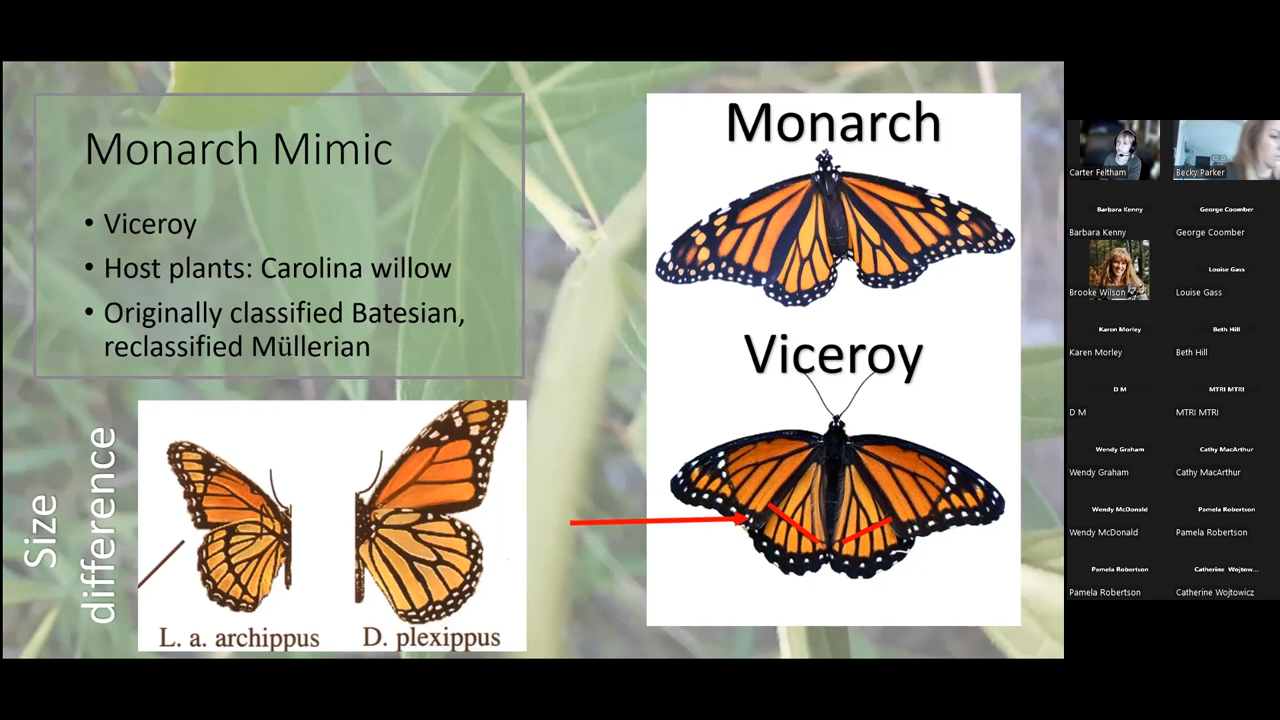 Monarch Mimic
• Viceroy
• Host plants: Carolina willow
• Originally classified Batesian,
reclassified Müllerian
Size
difference
L. a. archippus
D. plexippus
Monarch
Viceroy
Carter Feltham
Becky Parker
Barbara Kenny
George Coomber
Barbara Kenny
George Coomber
Louise Gass
Brooke Wilson
Louise Gass
Karen Morley
Beth Hill
Karen Morley
Beth Hill
D M
MTRI MTRI
D M
MTRI MTRI
Wendy Graham
Cathy MacArthur
Wendy Graham
Cathy MacArthur
Wendy McDonald
Pamela Robertson
Wendy McDonald
Pamela Robertson
Pamela Robertson
Catherine Wojtow...
Pamela Robertson
Catherine Wojtowicz